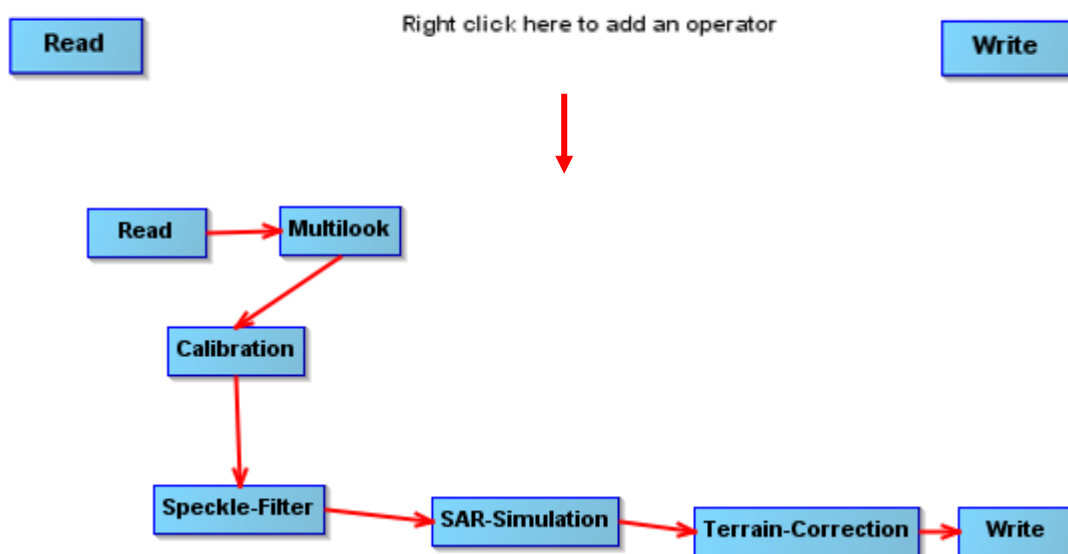 Read
Right click here to add an operator
Write
Read
Multilook
Calibration
Speckle-Filter
SAR-Simulation
Terrain-Correction
Write